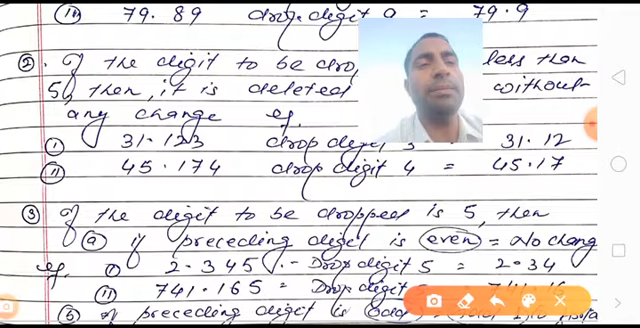 (iv) 79.89 drop digit 9 = 79.9
② If the digit to be less than
5, then, it is deleted without
any change eg.
(i) 31.123 drop digit 3 . 31.12
(ii) 45.174 drop digit 4 = 45.17
③ If the digit to be dropped is 5, then
(a) if preceding digit is even = No chang
eg. (i) 2.345 - Drop digit 5 = 2.34
(ii) 741.165 = Drop digit
(b) If preceding digit is